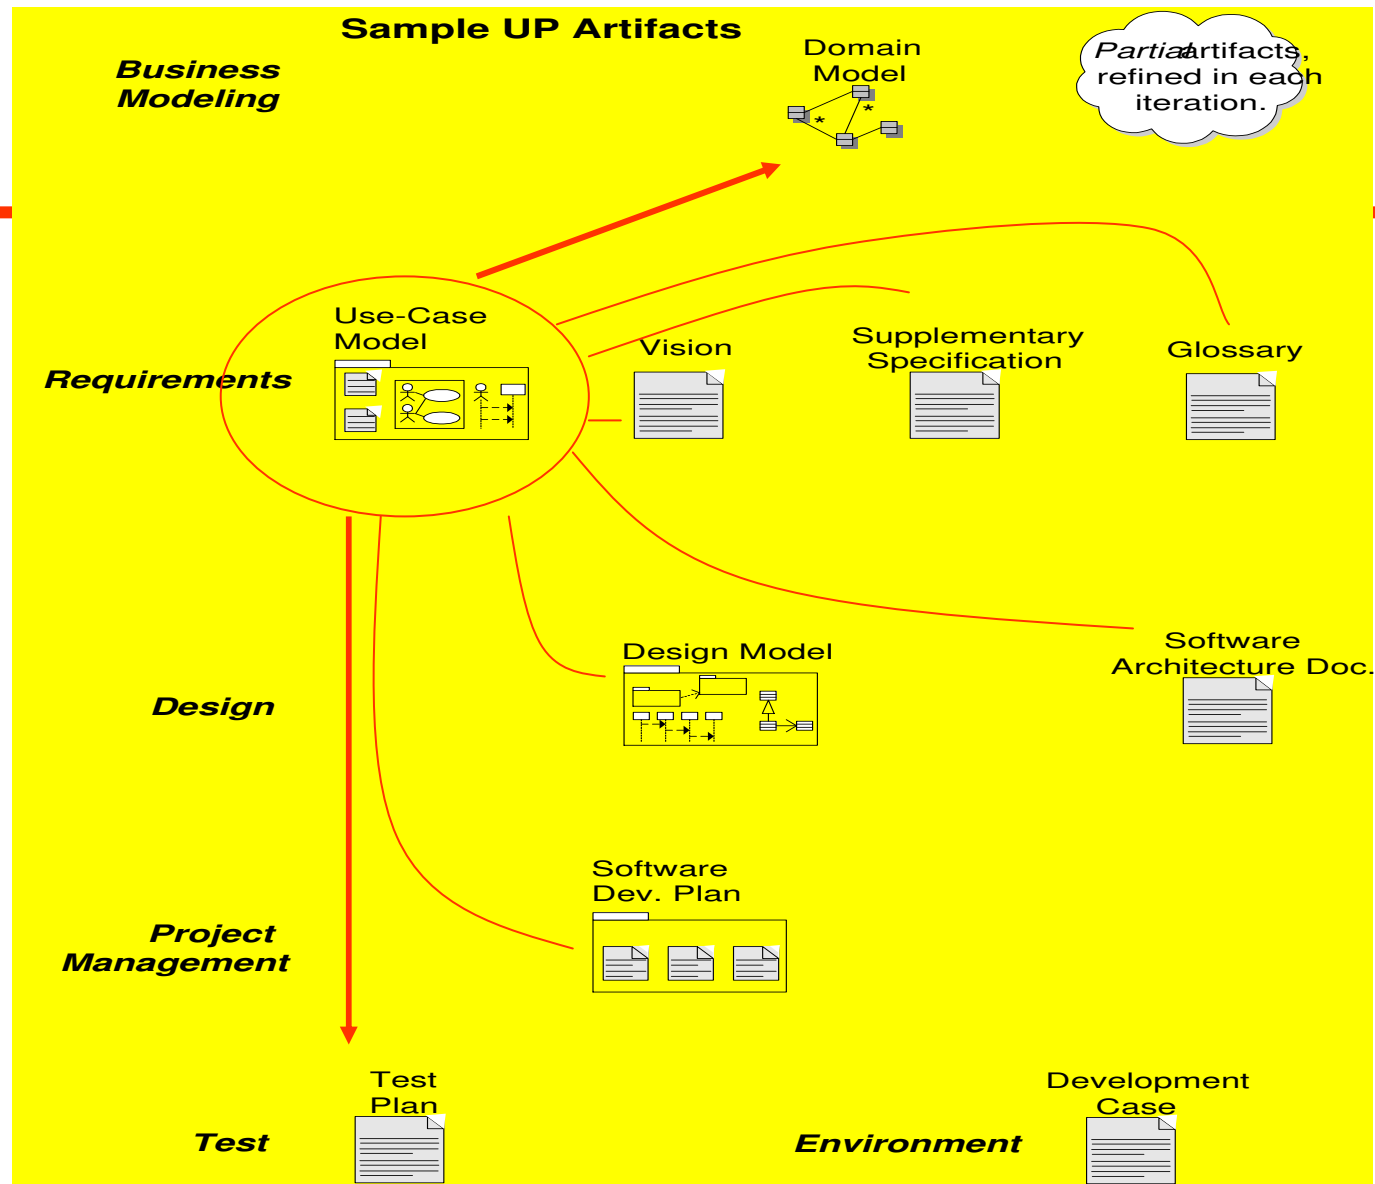 Sample UP Artifacts
Business
Modeling
Domain
Model
*
*
Partial artifacts,
refined in each
iteration.
Use-Case
Model
Requirements
Vision
Supplementary
Specification
Glossary
Design Model
Software
Architecture Doc.
Design
Software
Dev. Plan
Project
Management
Test
Plan
Test
Development
Case
Environment